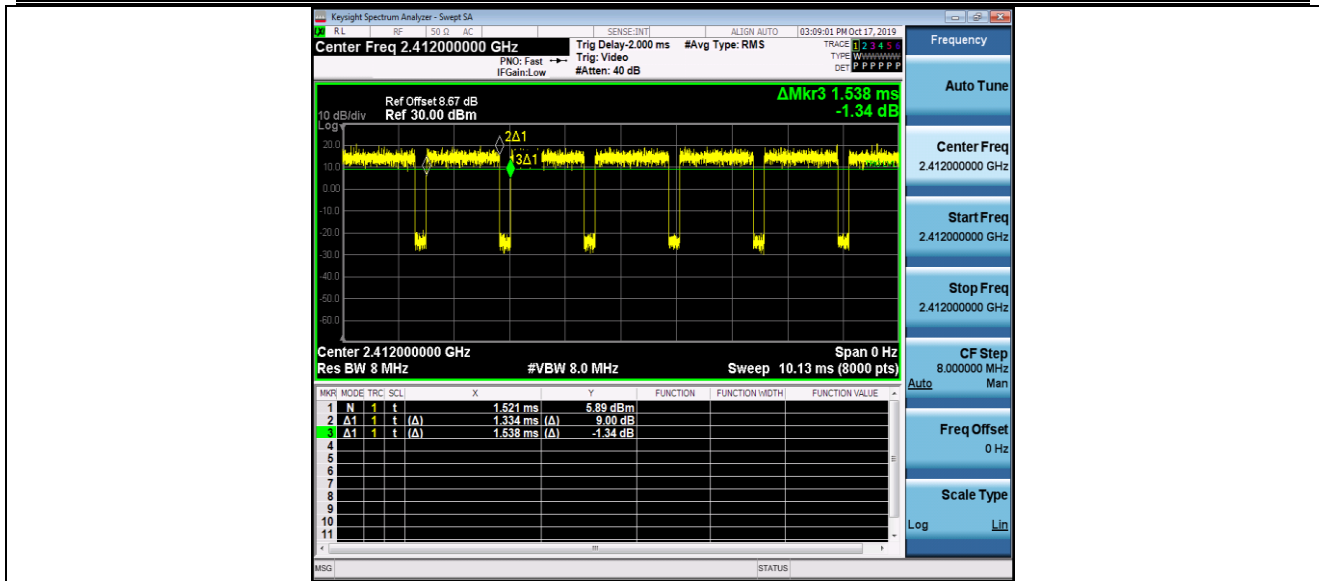 Keysight Spectrum Analyzer - Swept SA
RL RF 50 Ω AC SENSE:INT ALIGN AUTO 03:09:01 PM Oct 17, 2019
Center Freq 2.412000000 GHz
PNO: Fast
IFGain:Low
Trig Delay-2.000 ms
Trig: Video
#Atten: 40 dB
#Avg Type: RMS
TRACE 1 2 3 4 5 6
TYPE WWWWWW
DET P P P P P P
Frequency
Auto Tune
Center Freq
2.412000000 GHz
Start Freq
2.412000000 GHz
Stop Freq
2.412000000 GHz
CF Step
8.000000 MHz
Auto Man
Freq Offset
0 Hz
Scale Type
Log Lin
ΔMkr3 1.538 ms
-1.34 dB
Ref Offset 8.67 dB
10 dB/div Ref 30.00 dBm
Log
2Δ1
3Δ1
20.0
10.0
0.00
-10.0
-20.0
-30.0
-40.0
-50.0
-60.0
Center 2.412000000 GHz Span 0 Hz
Res BW 8 MHz #VBW 8.0 MHz Sweep 10.13 ms (8000 pts)
MKR MODE TRC SCL X Y FUNCTION FUNCTION WIDTH FUNCTION VALUE
1 N 1 t 1.521 ms 5.89 dBm
2 Δ1 1 t (Δ) 1.334 ms (Δ) 9.00 dB
3 Δ1 1 t (Δ) 1.538 ms (Δ) -1.34 dB
4
5
6
7
8
9
10
11
MSG STATUS